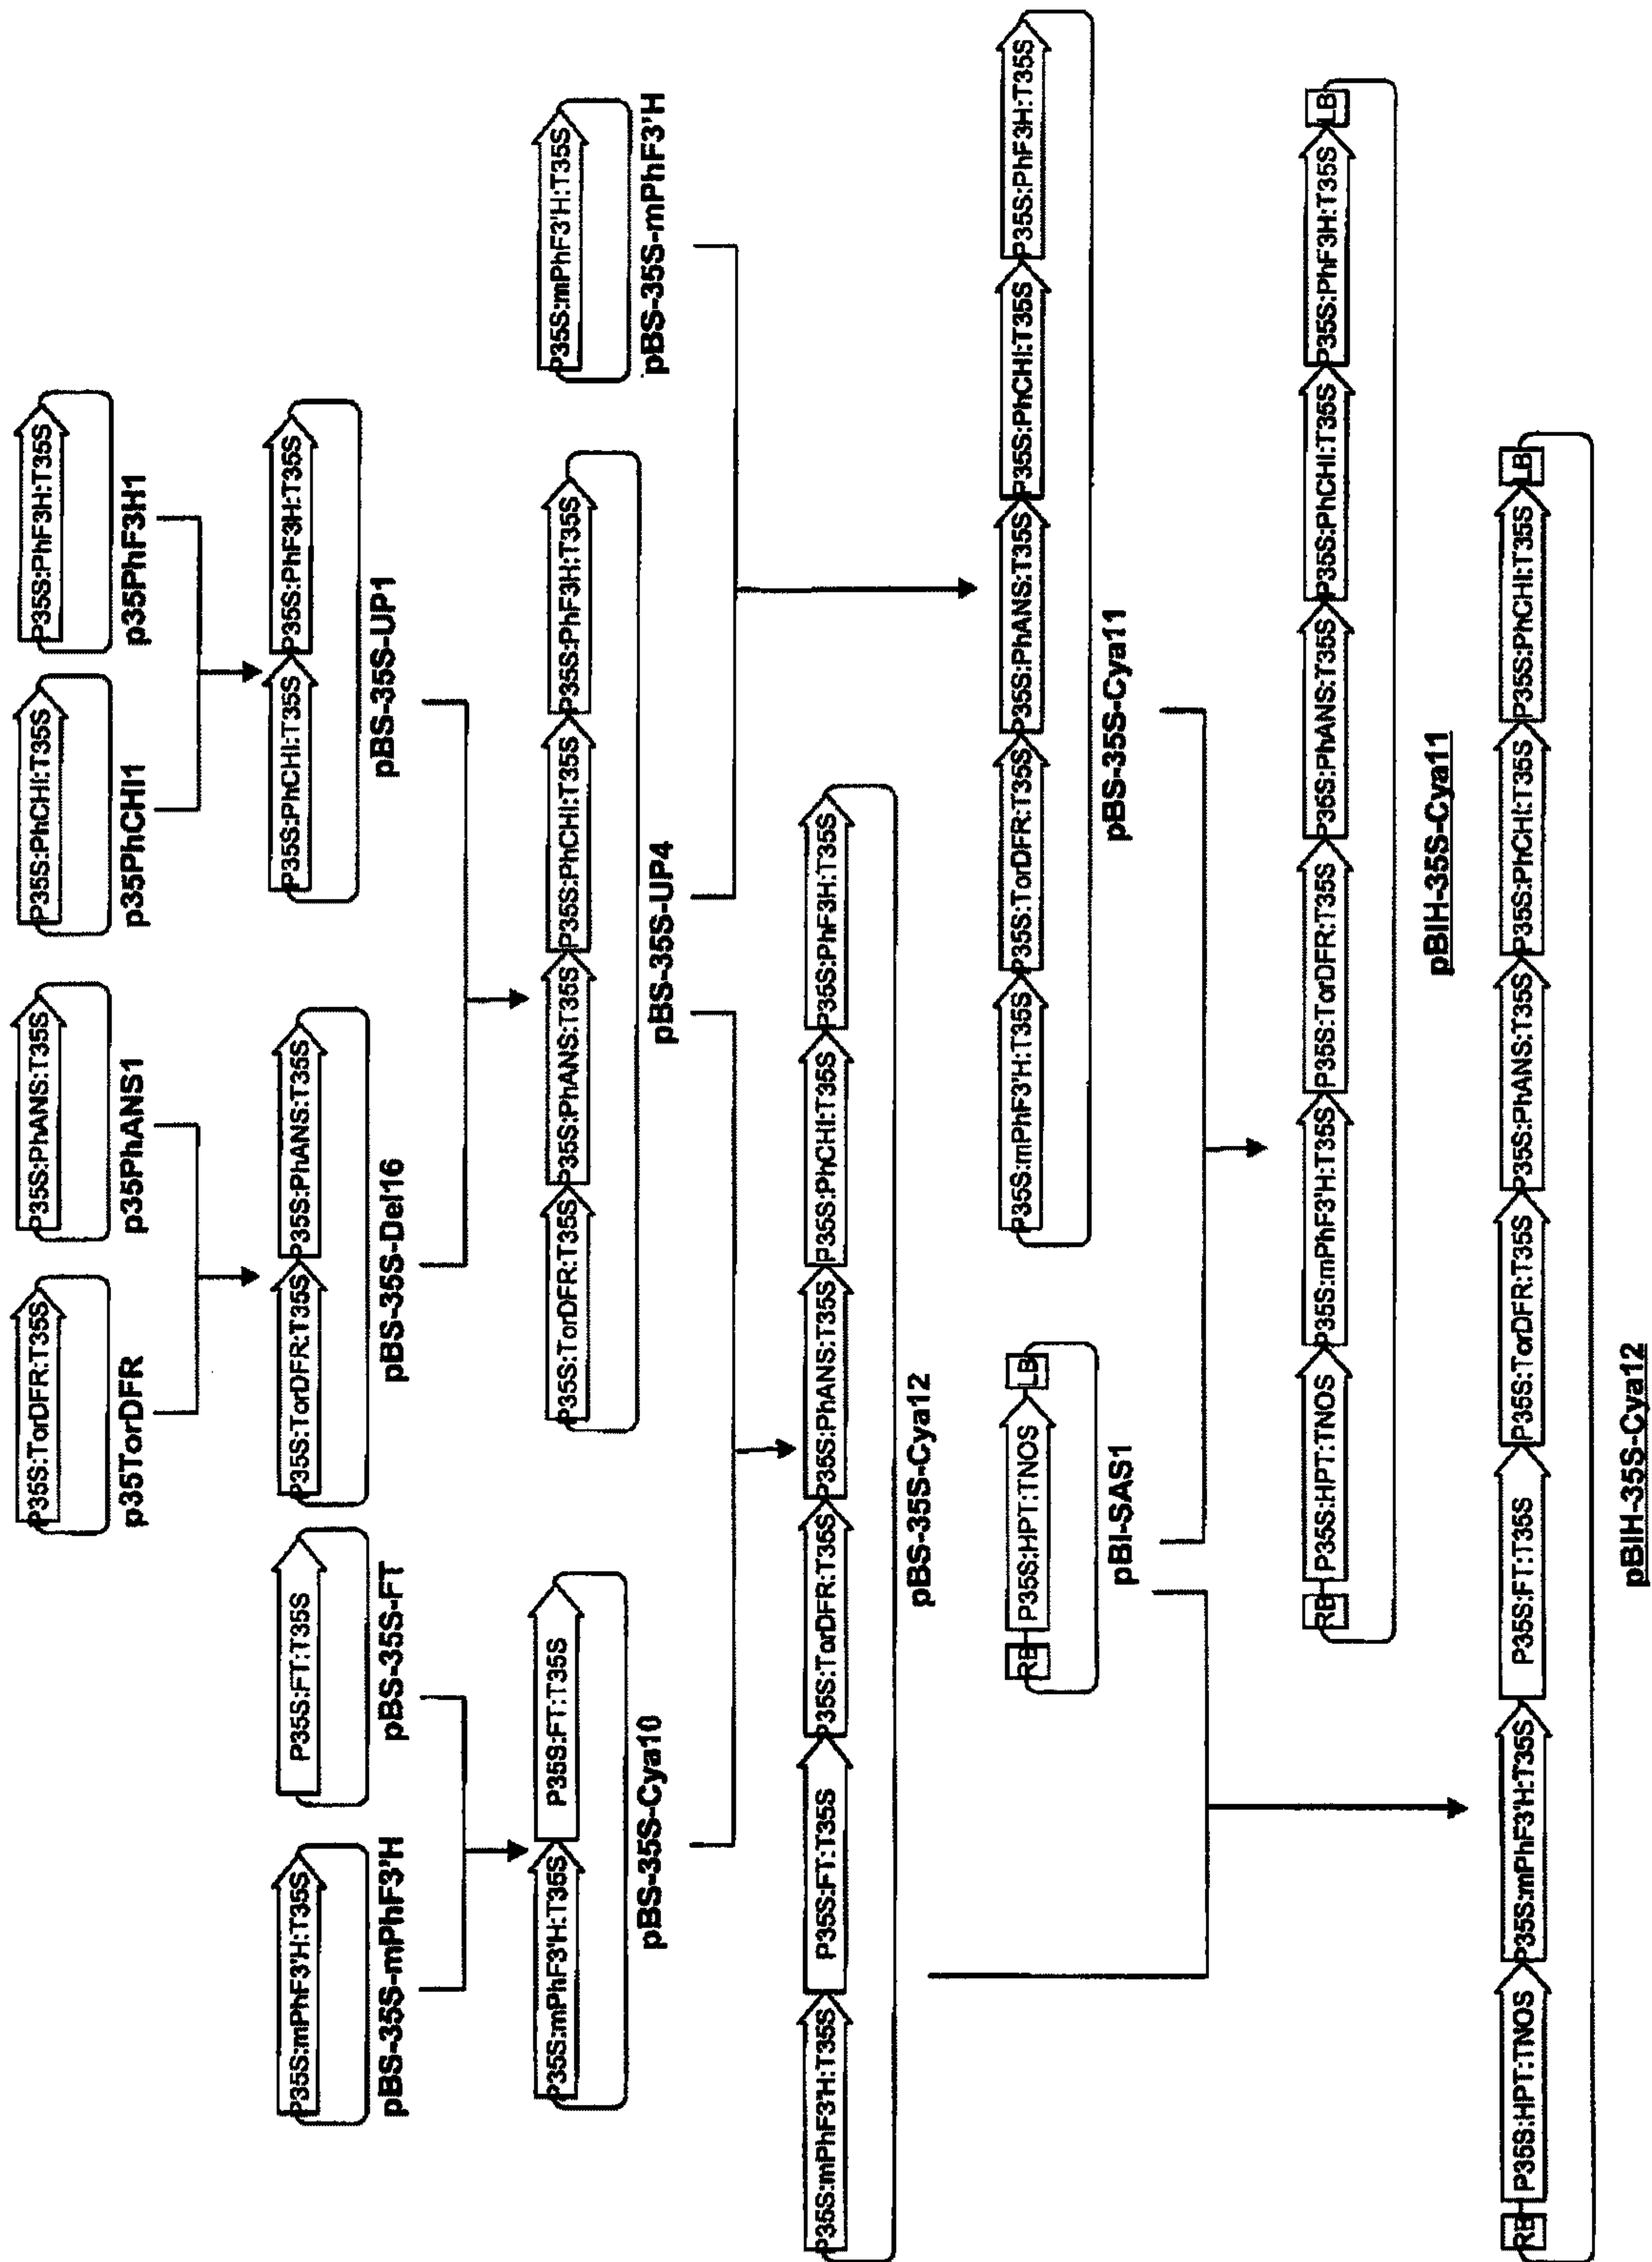 P35S:TorDFR:T35S
p35TorDFR
P35S:PhANS:T35S
p35PhANS1
P35S:PhCHI:T35S
p35PhCHI1
P35S:PhF3H:T35S
p35PhF3H1
P35S:mPhF3'H:T35S
pBS-35S-mPhF3'H
P35S:FT:T35S
pBS-35S-FT
P35S:TorDFR:T35S P35S:PhANS:T35S
pBS-35S-Del16
P35S:PhCHI:T35S P35S:PhF3H:T35S
pBS-35S-UP1
P35S:mPhF3'H:T35S P35S:FT:T35S
pBS-35S-Cya10
P35S:TorDFR:T35S P35S:PhANS:T35S P35S:PhCHI:T35S P35S:PhF3H:T35S
pBS-35S-UP4
P35S:mPhF3'H:T35S
pBS-35S-mPhF3'H
P35S:mPhF3'H:T35S P35S:FT:T35S P35S:TorDFR:T35S P35S:PhANS:T35S P35S:PhCHI:T35S P35S:PhF3H:T35S
pBS-35S-Cya12
RB P35S:HPT:TNOS LB
pBI-SAS1
P35S:mPhF3'H:T35S P35S:TorDFR:T35S P35S:PhANS:T35S P35S:PhCHI:T35S P35S:PhF3H:T35S
pBS-35S-Cya11
RB P35S:HPT:TNOS P35S:mPhF3'H:T35S P35S:TorDFR:T35S P35S:PhANS:T35S P35S:PhCHI:T35S P35S:PhF3H:T35S LB
pBIH-35S-Cya11
RB P35S:HPT:TNOS P35S:mPhF3'H:T35S P35S:FT:T35S P35S:TorDFR:T35S P35S:PhANS:T35S P35S:PhCHI:T35S LB
pBIH-35S-Cya12